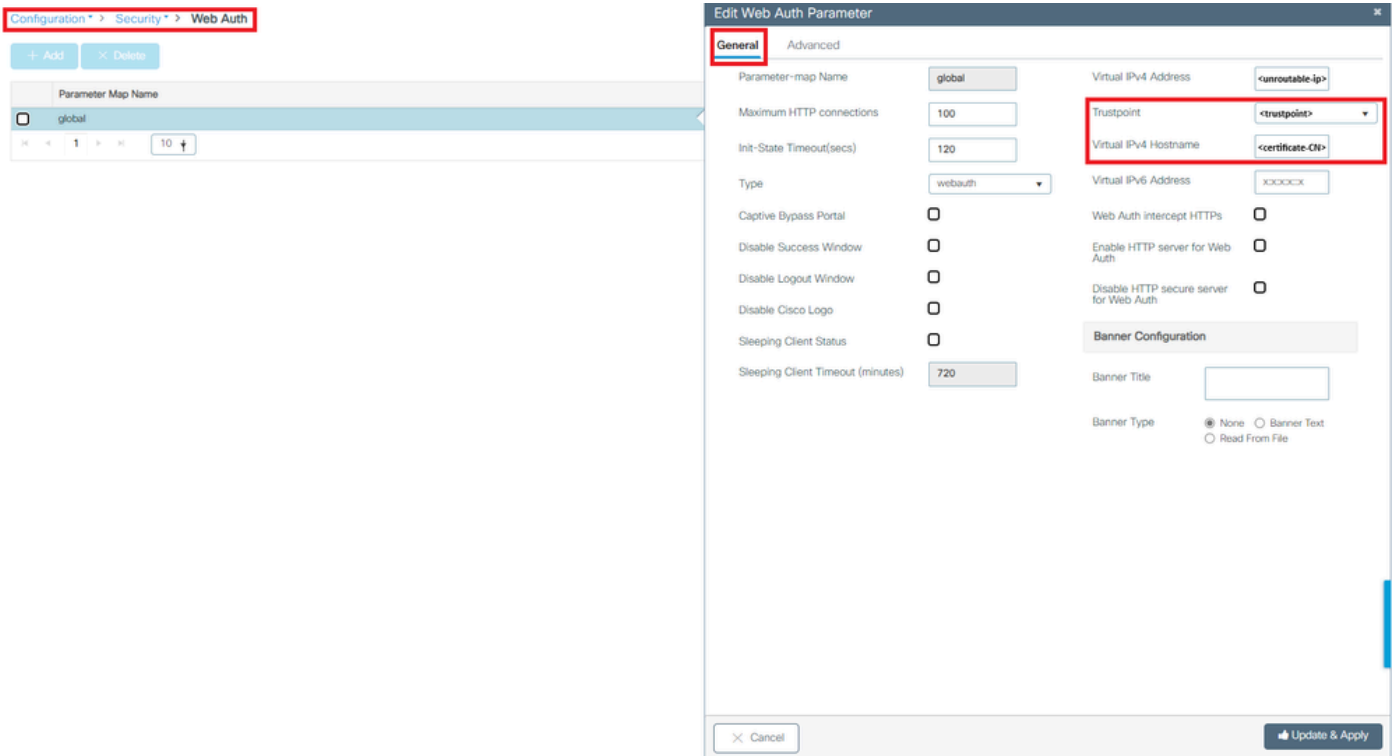 Configuration > Security > Web Auth
+ Add
× Delete
Parameter Map Name
global
1
10
Edit Web Auth Parameter
General
Advanced
Parameter-map Name
global
Maximum HTTP connections
100
Init-State Timeout(secs)
120
Type
webauth
Captive Bypass Portal
Disable Success Window
Disable Logout Window
Disable Cisco Logo
Sleeping Client Status
Sleeping Client Timeout (minutes)
720
Virtual IPv4 Address
<unroutable-ip>
Trustpoint
<trustpoint>
Virtual IPv4 Hostname
<certificate-CN>
Virtual IPv6 Address
Web Auth intercept HTTPs
Enable HTTP server for Web
Auth
Disable HTTP secure server
for Web Auth
Banner Configuration
Banner Title
Banner Type
None
Banner Text
Read From File
Cancel
Update & Apply